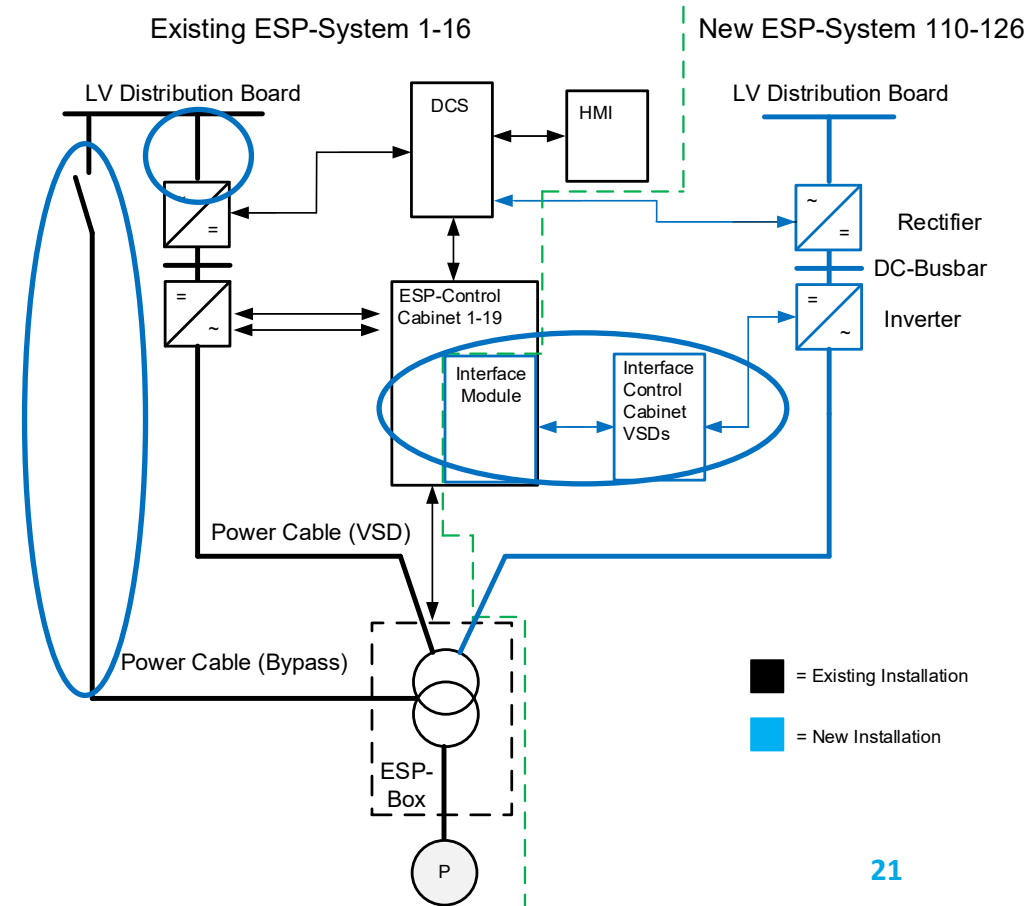 Existing ESP-System 1-16
New ESP-System 110-126
LV Distribution Board
DCS
HMI
LV Distribution Board
~
=
~
=
Rectifier
DC-Busbar
=
~
ESP-Control
Cabinet 1-19
=
~
Inverter
Interface
Module
Interface
Control
Cabinet
VSDs
Power Cable (VSD)
Power Cable (Bypass)
= Existing Installation
= New Installation
ESP-
Box
P
21